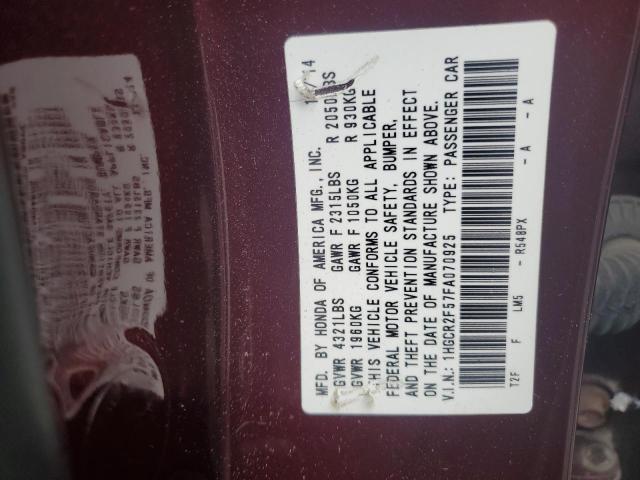 MFD. BY HONDA OF AMERICA MFG., INC. /14
GVWR 4321LBS GAWR F 2315LBS R 2050LBS
GVWR 1960KG GAWR F 1050KG R 930KG
THIS VEHICLE CONFORMS TO ALL APPLICABLE
FEDERAL MOTOR VEHICLE SAFETY, BUMPER,
AND THEFT PREVENTION STANDARDS IN EFFECT
ON THE DATE OF MANUFACTURE SHOWN ABOVE.
V.I.N.: 1HGCR2F57FA070925 TYPE: PASSENGER CAR
T2F F LM5 - R548PX - A - A